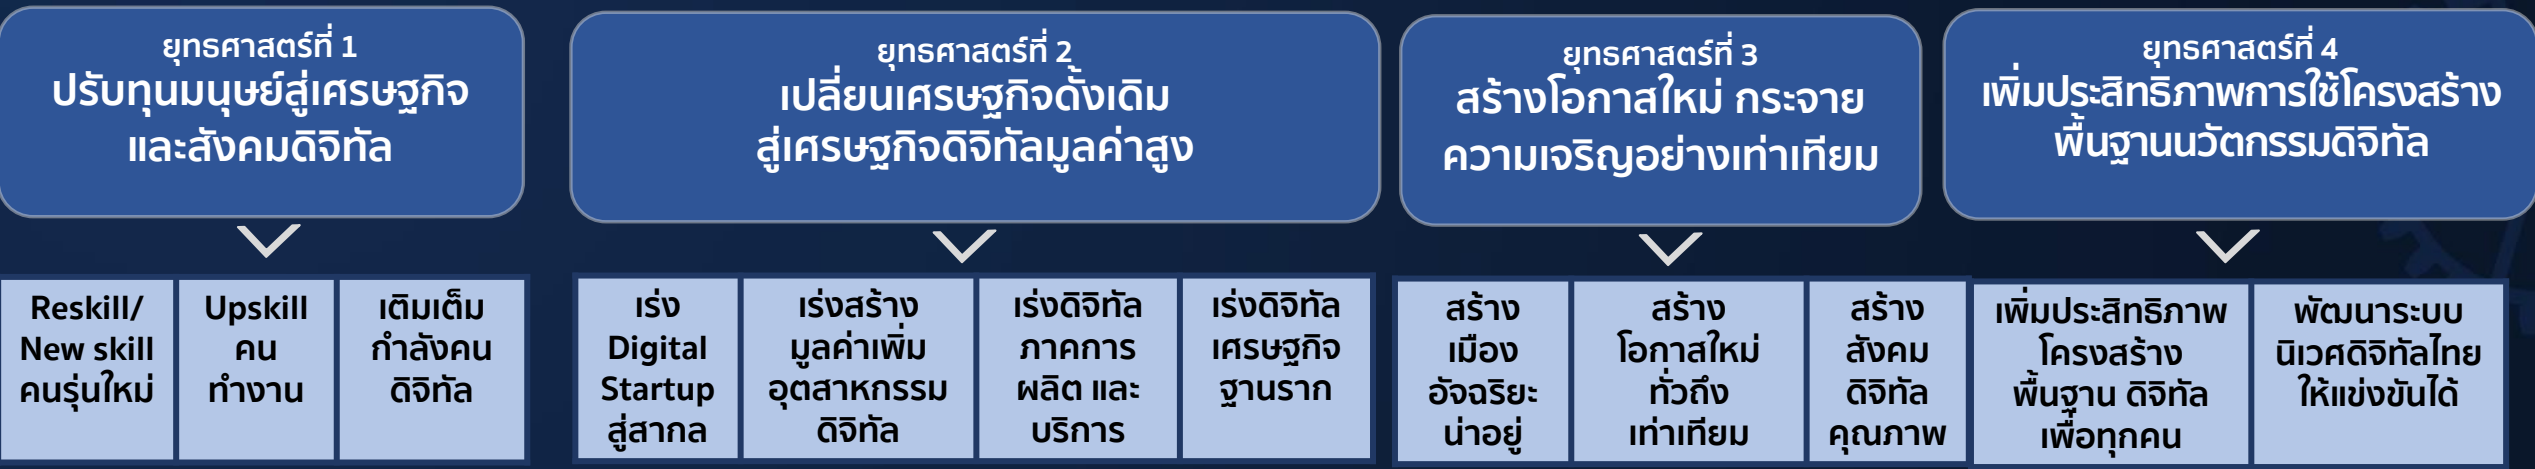 ยุทธศาสตร์ที่ 1
ปรับทุนมนุษย์สู่เศรษฐกิจ
และสังคมดิจิทัล
ยุทธศาสตร์ที่ 2
เปลี่ยนเศรษฐกิจดั้งเดิม
สู่เศรษฐกิจดิจิทัลมูลค่าสูง
ยุทธศาสตร์ที่ 3
สร้างโอกาสใหม่ กระจาย
ความเจริญอย่างเท่าเทียม
ยุทธศาสตร์ที่ 4
เพิ่มประสิทธิภาพการใช้โครงสร้าง
พื้นฐานนวัตกรรมดิจิทัล
Reskill/
New skill
คนรุ่นใหม่
Upskill
คน
ทำงาน
เติมเต็ม
กำลังคน
ดิจิทัล
เร่ง
Digital
Startup
สู่สากล
เร่งสร้าง
มูลค่าเพิ่ม
อุตสาหกรรม
ดิจิทัล
เร่งดิจิทัล
ภาคการ
ผลิต และ
บริการ
เร่งดิจิทัล
เศรษฐกิจ
ฐานราก
สร้าง
เมือง
อัจฉริยะ
น่าอยู่
สร้าง
โอกาสใหม่
ทั่วถึง
เท่าเทียม
สร้าง
สังคม
ดิจิทัล
คุณภาพ
เพิ่มประสิทธิภาพ
โครงสร้าง
พื้นฐาน ดิจิทัล
เพื่อทุกคน
พัฒนาระบบ
นิเวศดิจิทัลไทย
ให้แข่งขันได้